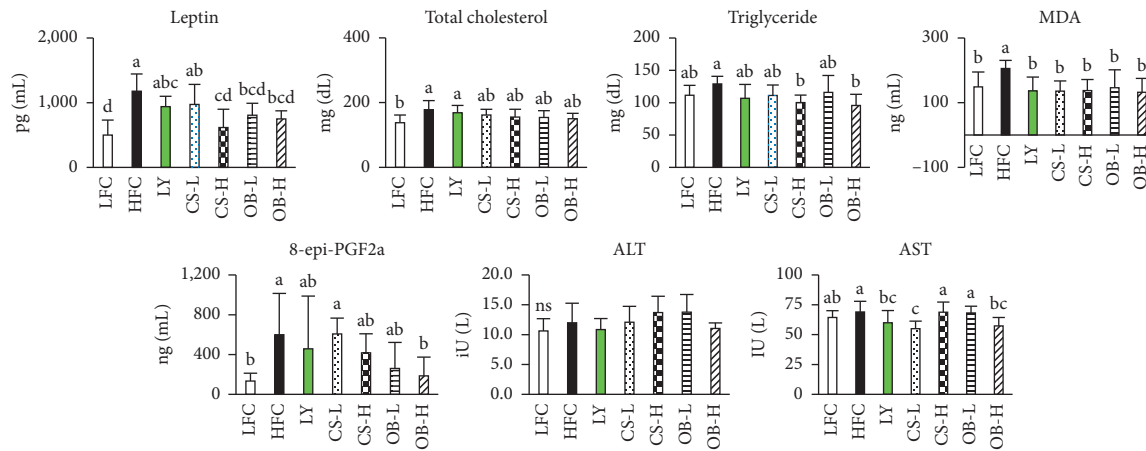 Leptin
pg (mL)
2,000
1,000
0
d
a
abc
ab
cd
bcd
bcd
LFC
HFC
LY
CS-L
CS-H
OB-L
OB-H
Total cholesterol
mg (dL)
400
200
0
b
a
a
ab
ab
ab
ab
LFC
HFC
LY
CS-L
CS-H
OB-L
OB-H
Triglyceride
mg (dL)
200
150
100
50
0
ab
a
ab
ab
b
ab
b
LFC
HFC
LY
CS-L
CS-H
OB-L
OB-H
MDA
ng (mL)
300
100
−100
b
a
b
b
b
b
b
LFC
HFC
LY
CS-L
CS-H
OB-L
OB-H
8-epi-PGF2a
ng (mL)
1,200
800
400
0
b
a
ab
a
ab
ab
b
LFC
HFC
LY
CS-L
CS-H
OB-L
OB-H
ALT
iU (L)
20.0
15.0
10.0
5.0
0.0
ns
LFC
HFC
LY
CS-L
CS-H
OB-L
OB-H
AST
IU (L)
100
75
50
25
0
ab
a
bc
c
a
a
bc
LFC
HFC
LY
CS-L
CS-H
OB-L
OB-H